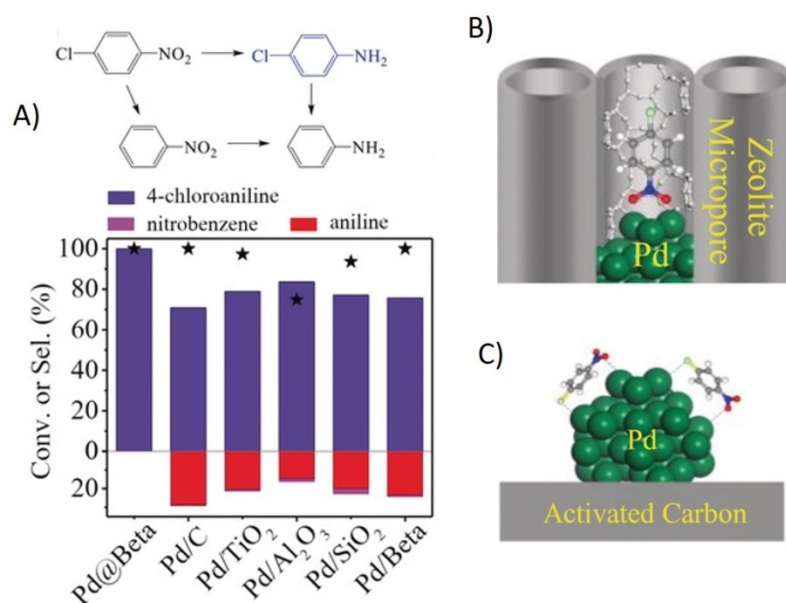 A)
Cl
NO₂
Cl
NH₂
NO₂
NH₂
4-chloroaniline
nitrobenzene
aniline
Conv. or Sel. (%)
100
80
60
40
20
0
20
Pd@Beta
Pd/C
Pd/TiO₂
Pd/Al₂O₃
Pd/SiO₂
Pd/Beta
B)
Zeolite
Micropore
Pd
C)
Pd
Activated Carbon